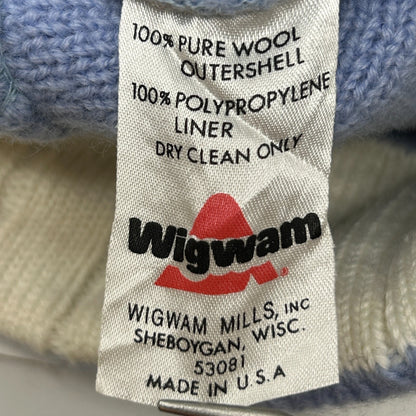 100% PURE WOOL
OUTERSHELL
100% POLYPROPYLENE
LINER
DRY CLEAN ONLY
Wigwam
WIGWAM MILLS, INC
SHEBOYGAN, WISC.
53081
MADE IN U.S.A